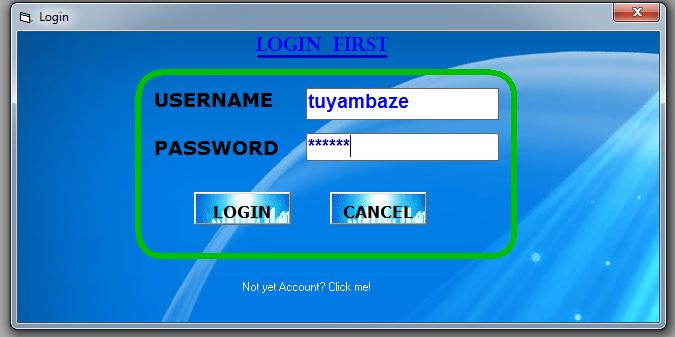 Login
LOGIN FIRST
USERNAME tuyambaze
PASSWORD ******
LOGIN CANCEL
Not yet Account? Click me!